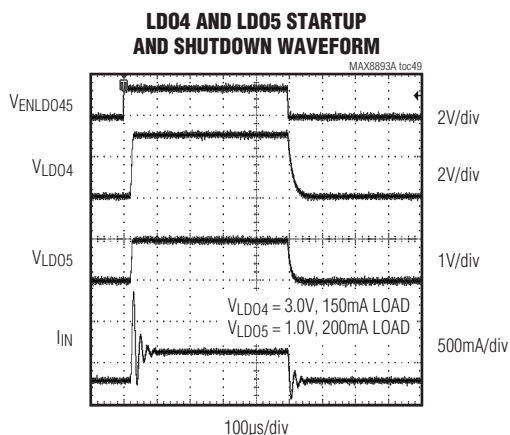 LDO4 AND LDO5 STARTUP
AND SHUTDOWN WAVEFORM
MAX8893A toc49
VENLDO45
2V/div
VLDO4
2V/div
VLDO5
1V/div
VLDO4 = 3.0V, 150mA LOAD
VLDO5 = 1.0V, 200mA LOAD
IIN
500mA/div
100µs/div